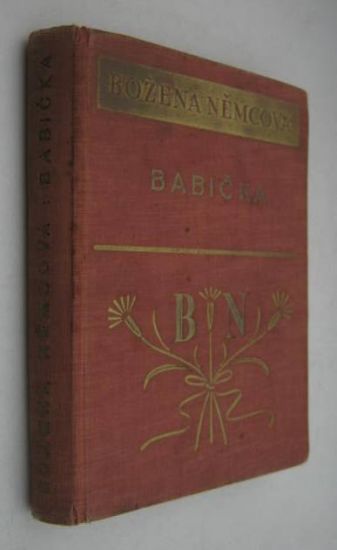 BOŽENA NĚMCOVÁ
BABIČKA
BN
BOŽENA NĚMCOVÁ : BABIČKA